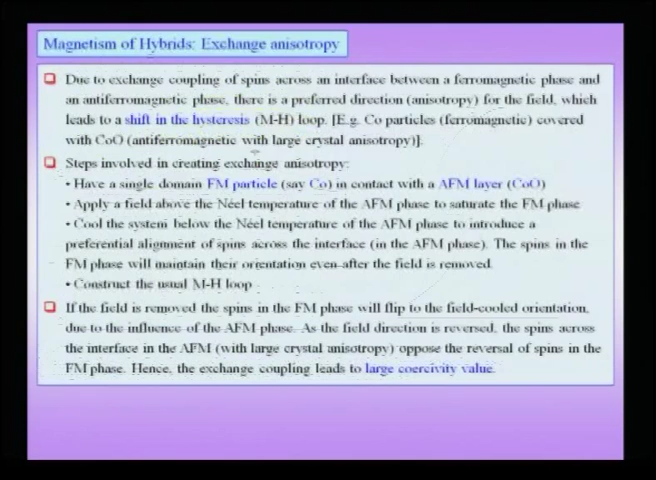 Magnetism of Hybrids: Exchange anisotropy
Due to exchange coupling of spins across an interface between a ferromagnetic phase and
an antiferromagnetic phase, there is a preferred direction (anisotropy) for the field, which
leads to a shift in the hysteresis (M-H) loop. [E.g. Co particles (ferromagnetic) covered
with CoO (antiferromagnetic with large crystal anisotropy)].
Steps involved in creating exchange anisotropy:
• Have a single domain FM particle (say Co) in contact with a AFM layer (CoO)
• Apply a field above the Néel temperature of the AFM phase to saturate the FM phase
• Cool the system below the Néel temperature of the AFM phase to introduce a
preferential alignment of spins across the interface (in the AFM phase). The spins in the
FM phase will maintain their orientation even after the field is removed.
• Construct the usual M-H loop
If the field is removed the spins in the FM phase will flip to the field-cooled orientation,
due to the influence of the AFM phase. As the field direction is reversed, the spins across
the interface in the AFM (with large crystal anisotropy) oppose the reversal of spins in the
FM phase. Hence, the exchange coupling leads to large coercivity value.